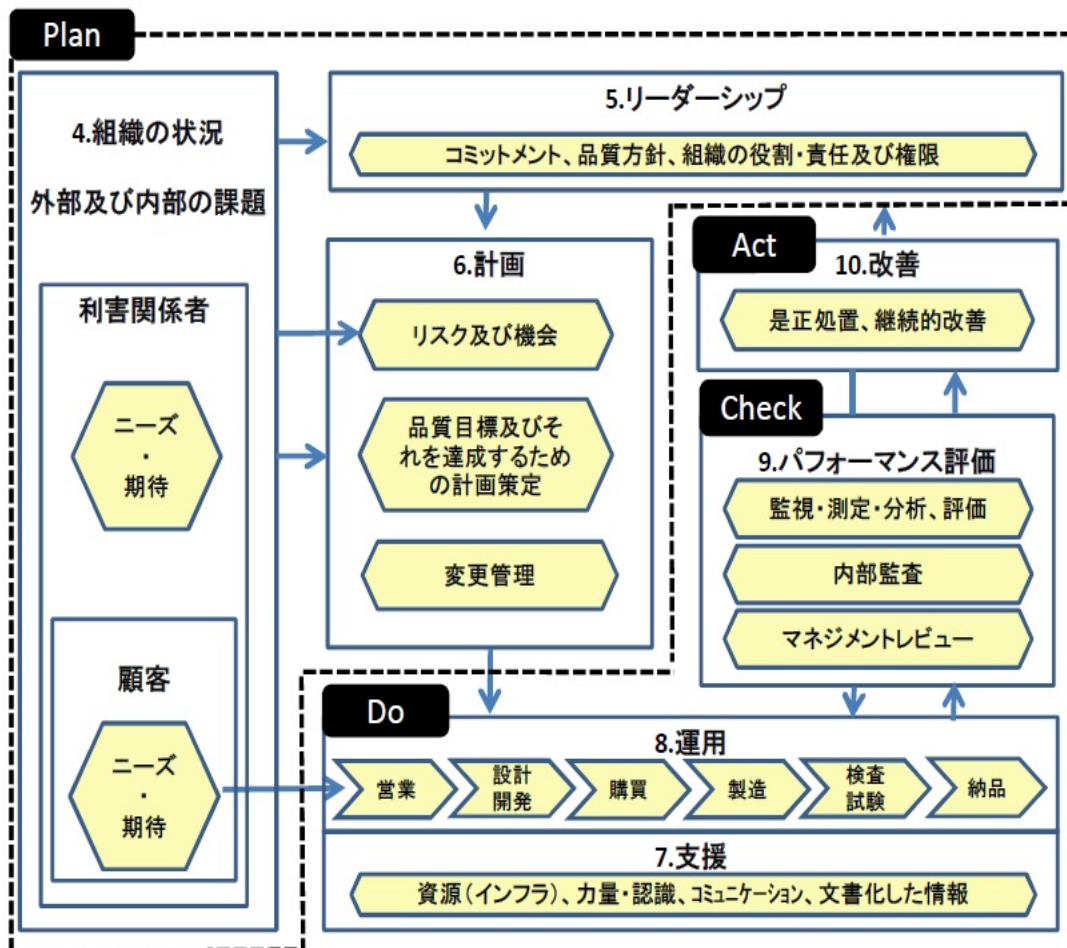 Plan
4.組織の状況
外部及び内部の課題
利害関係者
ニーズ
・
期待
顧客
ニーズ
・
期待
5.リーダーシップ
コミットメント、品質方針、組織の役割・責任及び権限
6.計画
リスク及び機会
品質目標及びそ
れを達成するため
の計画策定
変更管理
Act
10.改善
是正処置、継続的改善
Check
9.パフォーマンス評価
監視・測定・分析、評価
内部監査
マネジメントレビュー
Do
8.運用
営業
設計
開発
購買
製造
検査
試験
納品
7.支援
資源(インフラ)、力量・認識、コミュニケーション、文書化した情報